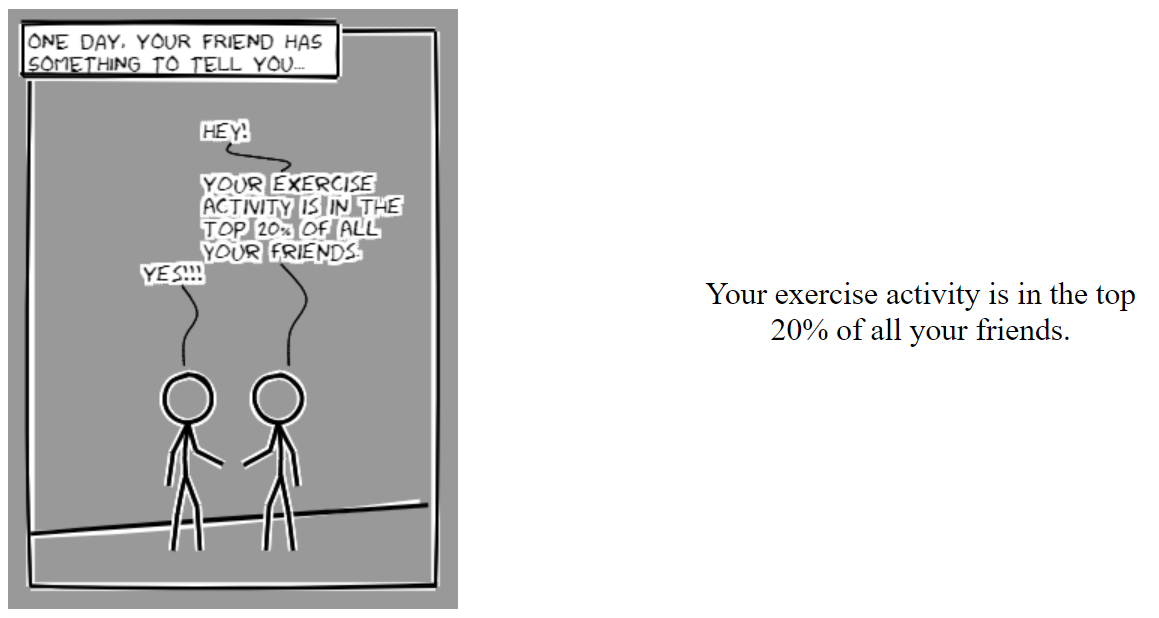 ONE DAY, YOUR FRIEND HAS
SOMETHING TO TELL YOU...
HEY!
YOUR EXERCISE
ACTIVITY IS IN THE
TOP 20% OF ALL
YOUR FRIENDS.
YES!!!
Your exercise activity is in the top
20% of all your friends.